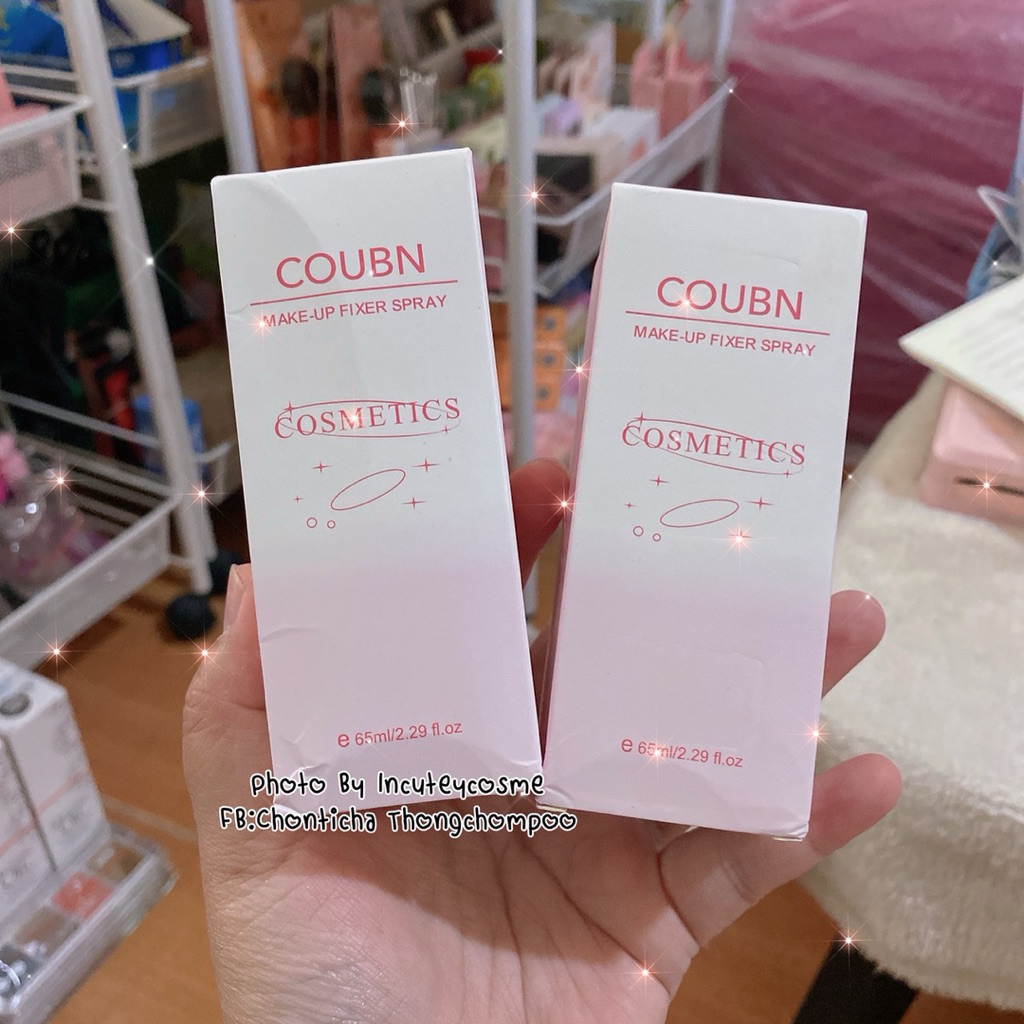 COUBN
MAKE-UP FIXER SPRAY
COSMETICS
e 65ml/2.29 fl.oz
COUBN
MAKE-UP FIXER SPRAY
COSMETICS
e 65ml/2.29 fl.oz
Photo By Incuteycosme
FB:Chonticha Thongchompoo